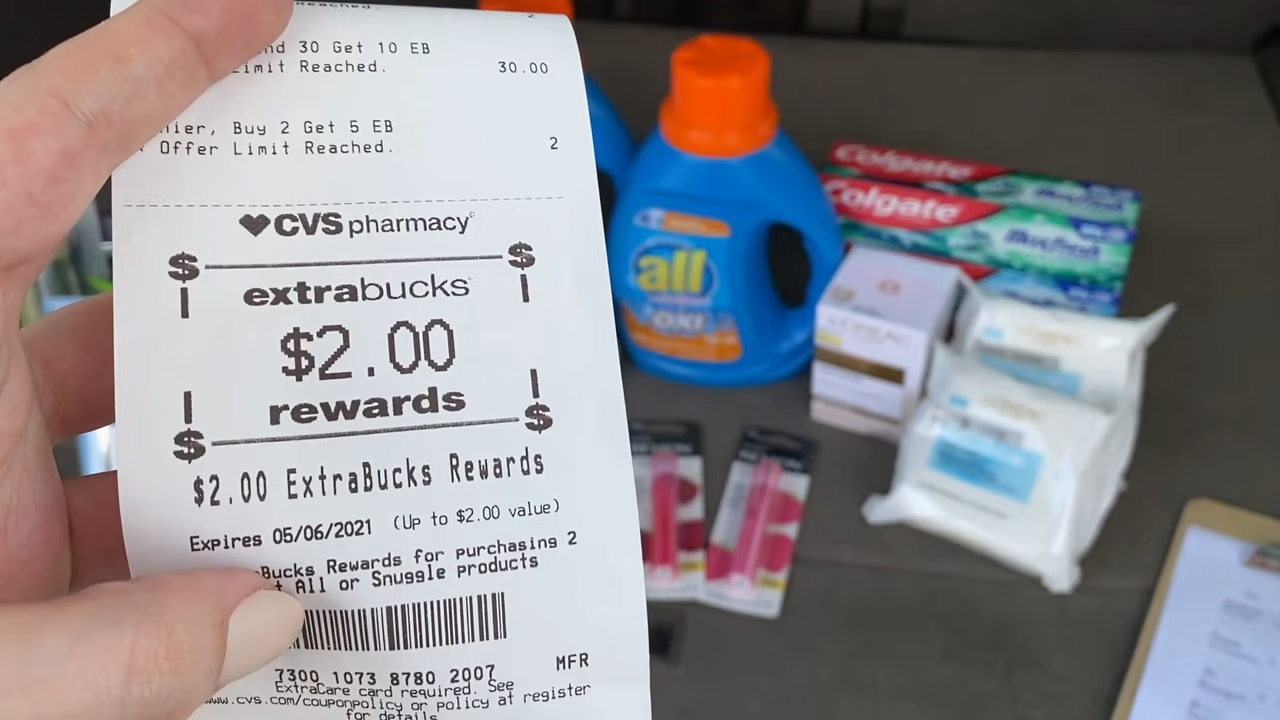 Reached.
2
30 Get 10 EB
Limit Reached. 30.00
Buy 2 Get 5 EB
Offer Limit Reached. 2
CVS pharmacy
$ $
extrabucks
$2.00
rewards
$ $
$2.00 ExtraBucks Rewards
Expires 05/06/2021 (Up to $2.00 value)
Bucks Rewards for purchasing 2
All or Snuggle products
7300 1073 8780 2007 MFR
ExtraCare card required. See
www.cvs.com/couponpolicy or policy at register
for details
all
OXI
Colgate
Colgate
MaxFresh